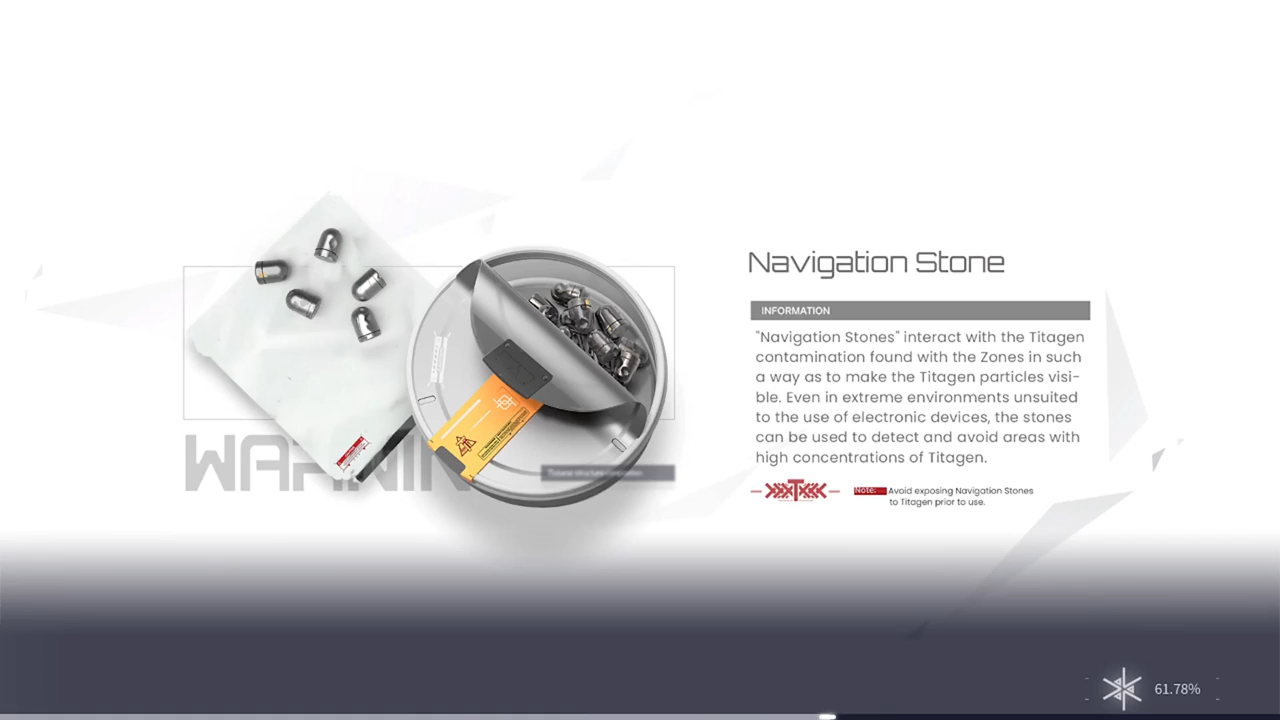 Navigation Stone
INFORMATION
"Navigation Stones" interact with the Titagen
contamination found with the Zones in such
a way as to make the Titagen particles visi-
ble. Even in extreme environments unsuited
to the use of electronic devices, the stones
can be used to detect and avoid areas with
high concentrations of Titagen.
Note: Avoid exposing Navigation Stones
to Titagen prior to use.
WARNIN
61.78%